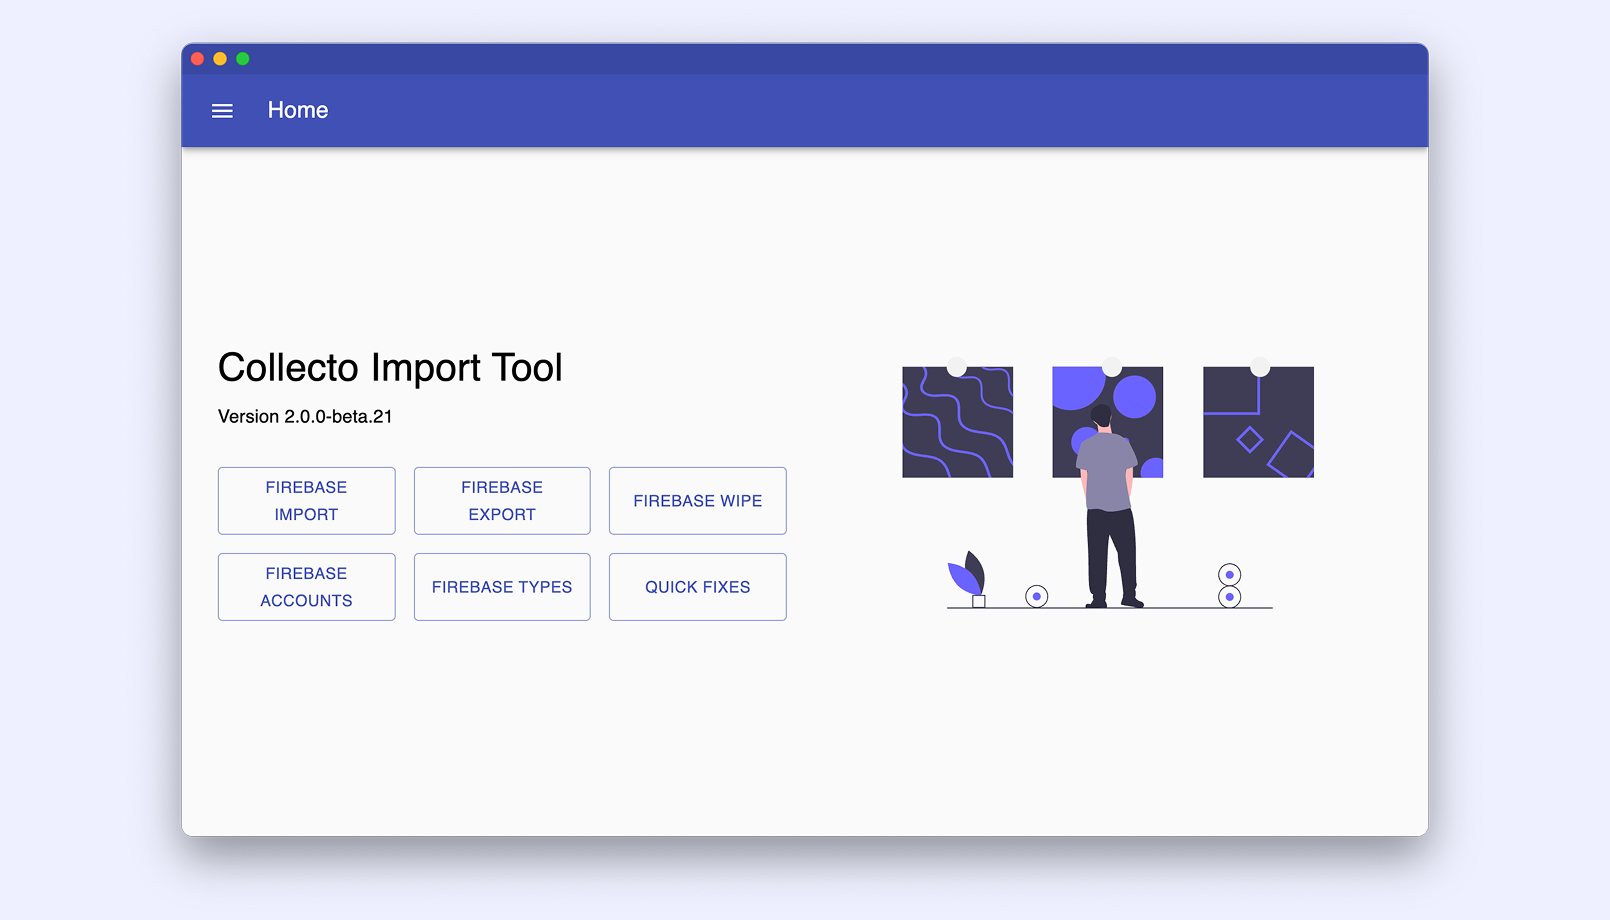 Home
Collecto Import Tool
Version 2.0.0-beta.21
FIREBASE
IMPORT
FIREBASE
EXPORT
FIREBASE WIPE
FIREBASE
ACCOUNTS
FIREBASE TYPES
QUICK FIXES